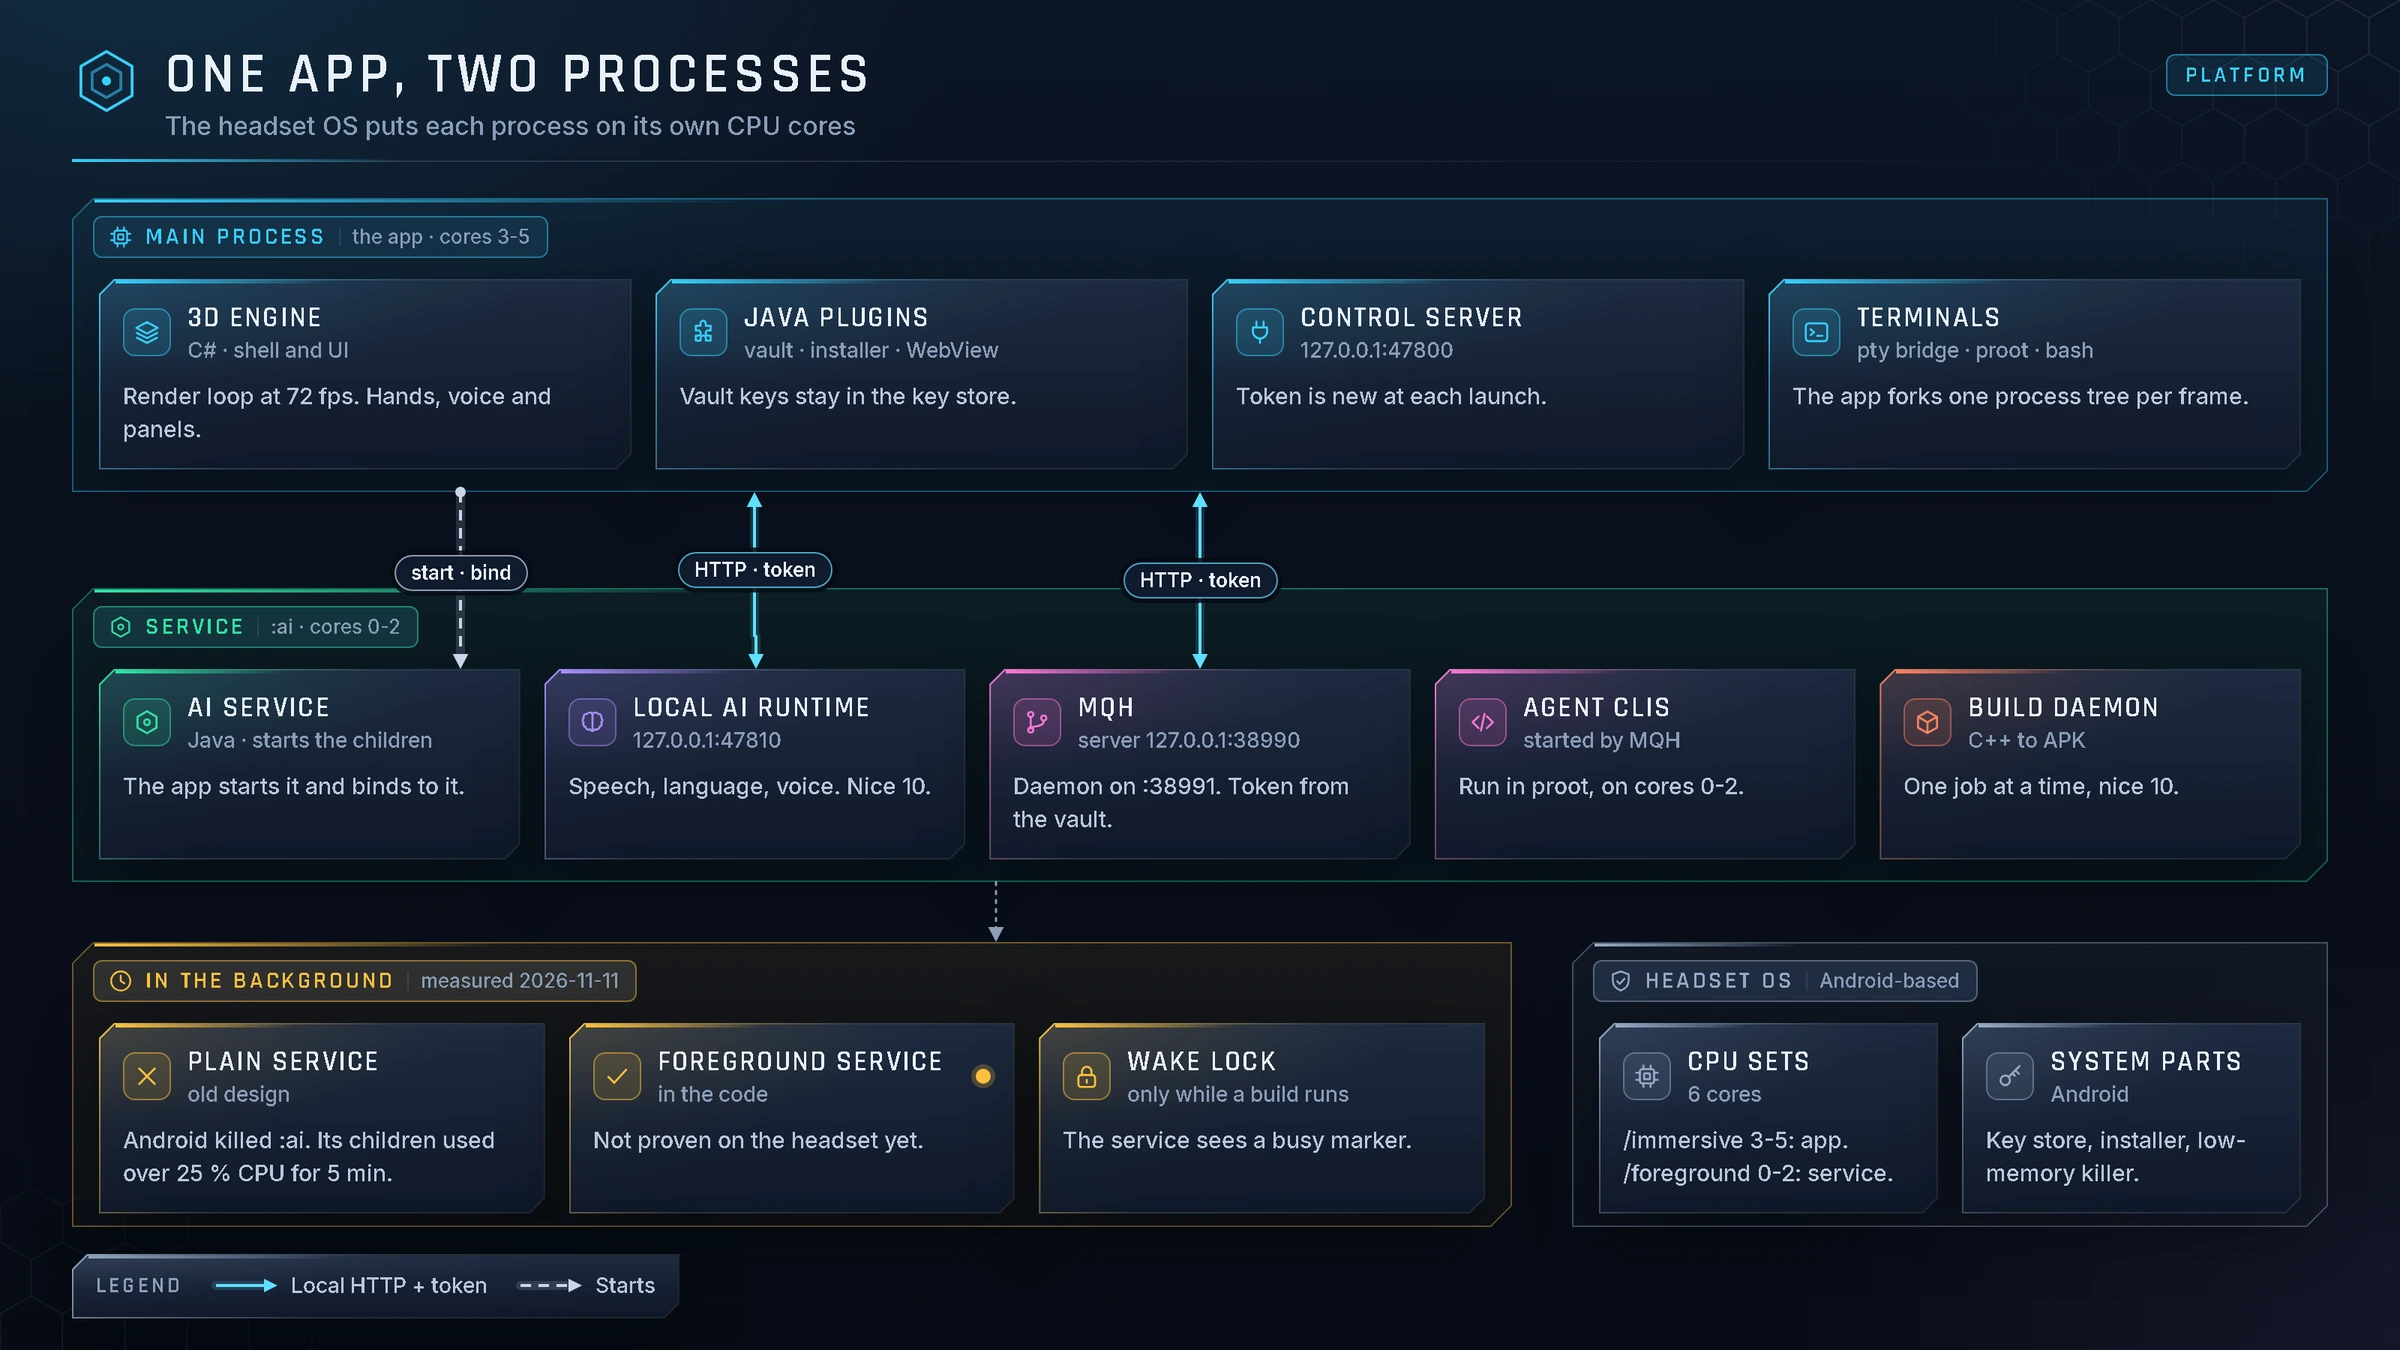 ONE APP, TWO PROCESSES
The headset OS puts each process on its own CPU cores
PLATFORM
MAIN PROCESS
the app · cores 3-5
3D ENGINE
C# · shell and UI
Render loop at 72 fps. Hands, voice and
panels.
JAVA PLUGINS
vault · installer · WebView
Vault keys stay in the key store.
CONTROL SERVER
127.0.0.1:47800
Token is new at each launch.
TERMINALS
pty bridge · proot · bash
The app forks one process tree per frame.
start · bind
HTTP · token
HTTP · token
SERVICE
:ai · cores 0-2
AI SERVICE
Java · starts the children
The app starts it and binds to it.
LOCAL AI RUNTIME
127.0.0.1:47810
Speech, language, voice. Nice 10.
MQH
server 127.0.0.1:38990
Daemon on :38991. Token from
the vault.
AGENT CLIS
started by MQH
Run in proot, on cores 0-2.
BUILD DAEMON
C++ to APK
One job at a time, nice 10.
IN THE BACKGROUND
measured 2026-11-11
PLAIN SERVICE
old design
Android killed :ai. Its children used
over 25 % CPU for 5 min.
FOREGROUND SERVICE
in the code
Not proven on the headset yet.
WAKE LOCK
only while a build runs
The service sees a busy marker.
HEADSET OS
Android-based
CPU SETS
6 cores
/immersive 3-5: app.
/foreground 0-2: service.
SYSTEM PARTS
Android
Key store, installer, low-
memory killer.
LEGEND
Local HTTP + token
Starts